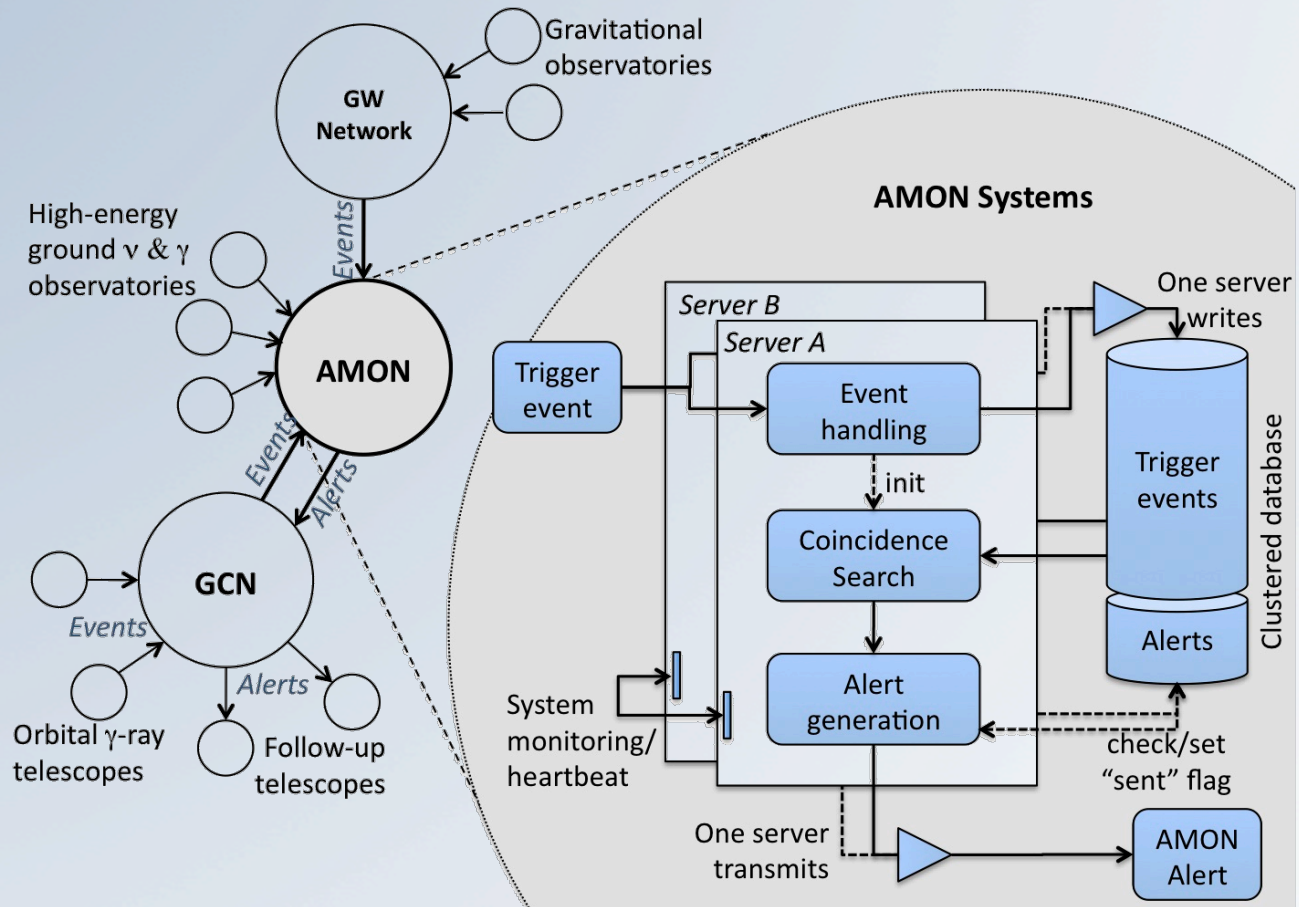 Gravitational
observatories
GW
Network
Events
High-energy
ground ν & γ
observatories
AMON
Events
Alerts
GCN
Events
Alerts
Orbital γ-ray
telescopes
Follow-up
telescopes
AMON Systems
Server B
Server A
Trigger
event
Event
handling
init
Coincidence
Search
Alert
generation
System
monitoring/
heartbeat
One server
writes
Trigger
events
Alerts
Clustered database
check/set
“sent” flag
One server
transmits
AMON
Alert